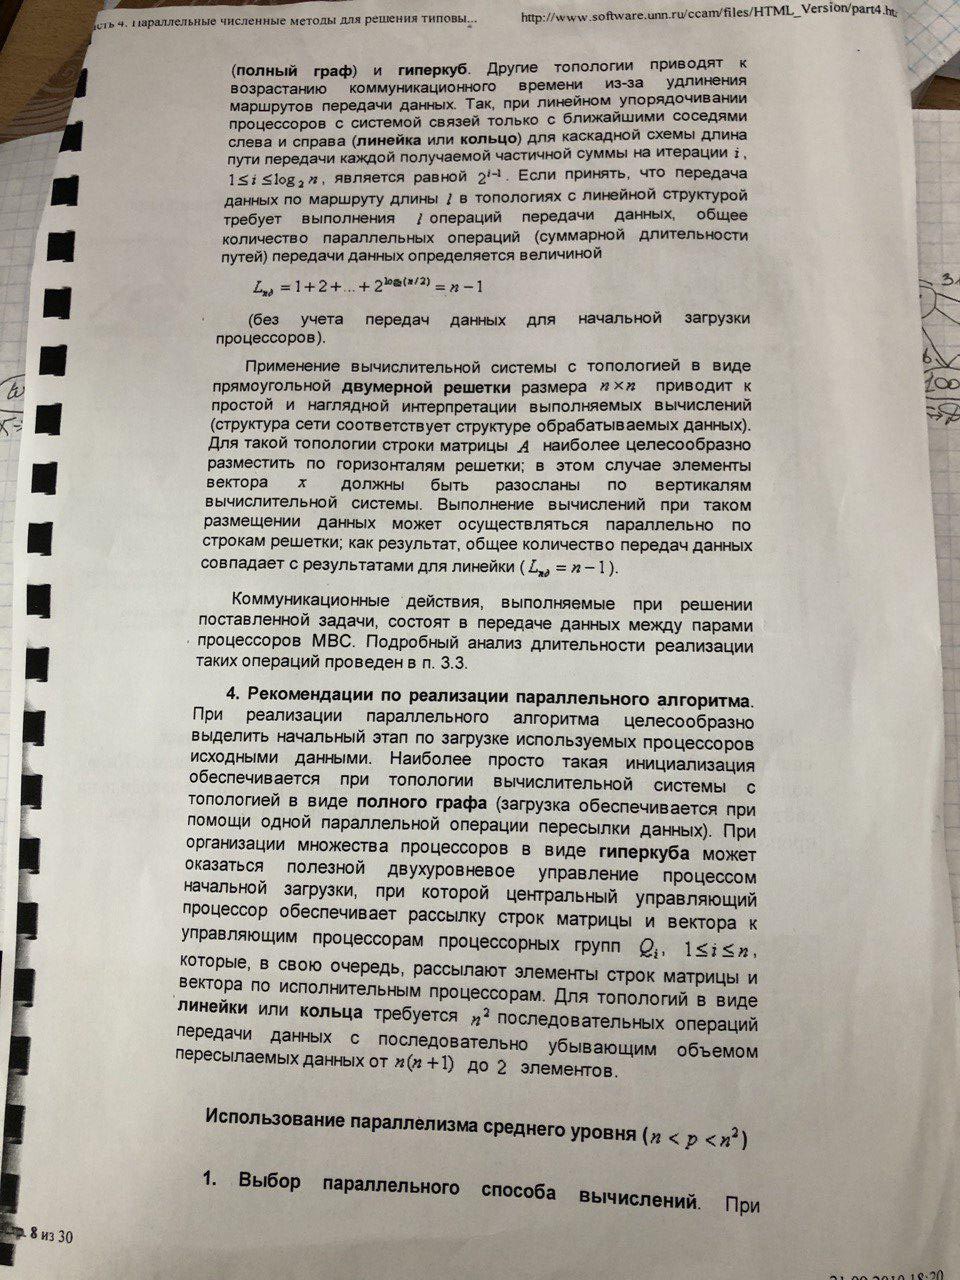 4. Параллельные численные методы для решения типовы... http://www.software.unn.ru/ccam/files/HTML_Version/part4.ht
(полный граф) и гиперкуб. Другие топологии приводят к
возрастанию коммуникационного времени из-за удлинения
маршрутов передачи данных. Так, при линейном упорядочивании
процессоров с системой связей только с ближайшими соседями
слева и справа (линейка или кольцо) для каскадной схемы длина
пути передачи каждой получаемой частичной суммы на итерации i,
1≤i≤log₂n, является равной 2^{i-1}. Если принять, что передача
данных по маршруту длины l в топологиях с линейной структурой
требует выполнения l операций передачи данных, общее
количество параллельных операций (суммарной длительности
путей) передачи данных определяется величиной
L_{пд} = 1+2+...+2^{log₂(n/2)} = n-1
(без учета передач данных для начальной загрузки
процессоров).
Применение вычислительной системы с топологией в виде
прямоугольной двумерной решетки размера n×n приводит к
простой и наглядной интерпретации выполняемых вычислений
(структура сети соответствует структуре обрабатываемых данных).
Для такой топологии строки матрицы A наиболее целесообразно
разместить по горизонталям решетки; в этом случае элементы
вектора x должны быть разосланы по вертикалям
вычислительной системы. Выполнение вычислений при таком
размещении данных может осуществляться параллельно по
строкам решетки; как результат, общее количество передач данных
совпадает с результатами для линейки (L_{пд} = n-1).
Коммуникационные действия, выполняемые при решении
поставленной задачи, состоят в передаче данных между парами
процессоров МВС. Подробный анализ длительности реализации
таких операций проведен в п. 3.3.
4. Рекомендации по реализации параллельного алгоритма.
При реализации параллельного алгоритма целесообразно
выделить начальный этап по загрузке используемых процессоров
исходными данными. Наиболее просто такая инициализация
обеспечивается при топологии вычислительной системы с
топологией в виде полного графа (загрузка обеспечивается при
помощи одной параллельной операции пересылки данных). При
организации множества процессоров в виде гиперкуба может
оказаться полезной двухуровневое управление процессом
начальной загрузки, при которой центральный управляющий
процессор обеспечивает рассылку строк матрицы и вектора к
управляющим процессорам процессорных групп Q_i, 1≤i≤n,
которые, в свою очередь, рассылают элементы строк матрицы и
вектора по исполнительным процессорам. Для топологий в виде
линейки или кольца требуется n² последовательных операций
передачи данных с последовательно убывающим объемом
пересылаемых данных от n(n+1) до 2 элементов.
Использование параллелизма среднего уровня (n < p < n²)
1. Выбор параллельного способа вычислений. При
8 из 30
100